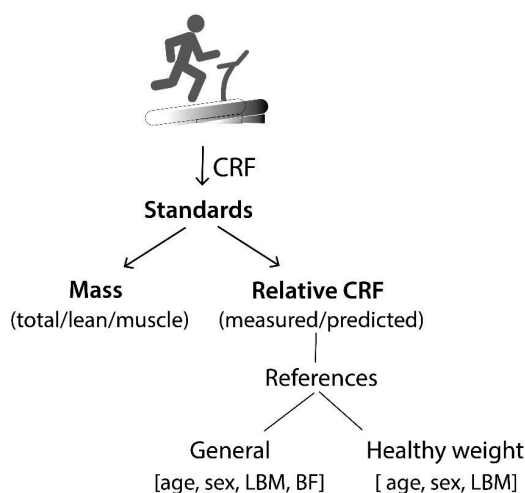 CRF
Standards
Mass
(total/lean/muscle)
Relative CRF
(measured/predicted)
References
General
[age, sex, LBM, BF]
Healthy weight
[ age, sex, LBM]